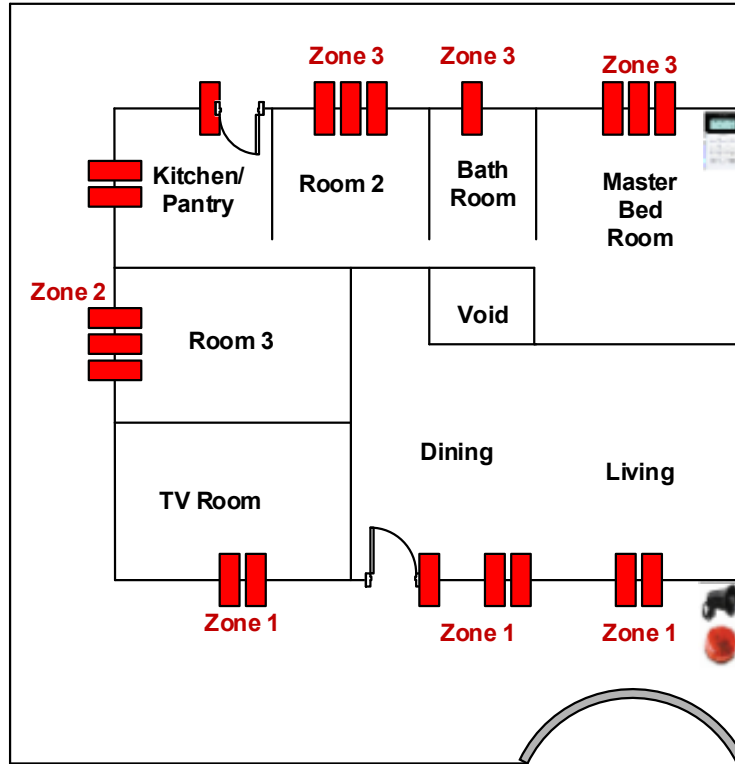 Zone 3
Zone 3
Zone 3
Kitchen/
Pantry
Room 2
Bath
Room
Master
Bed
Room
Zone 2
Room 3
Void
Dining
Living
TV Room
Zone 1
Zone 1
Zone 1